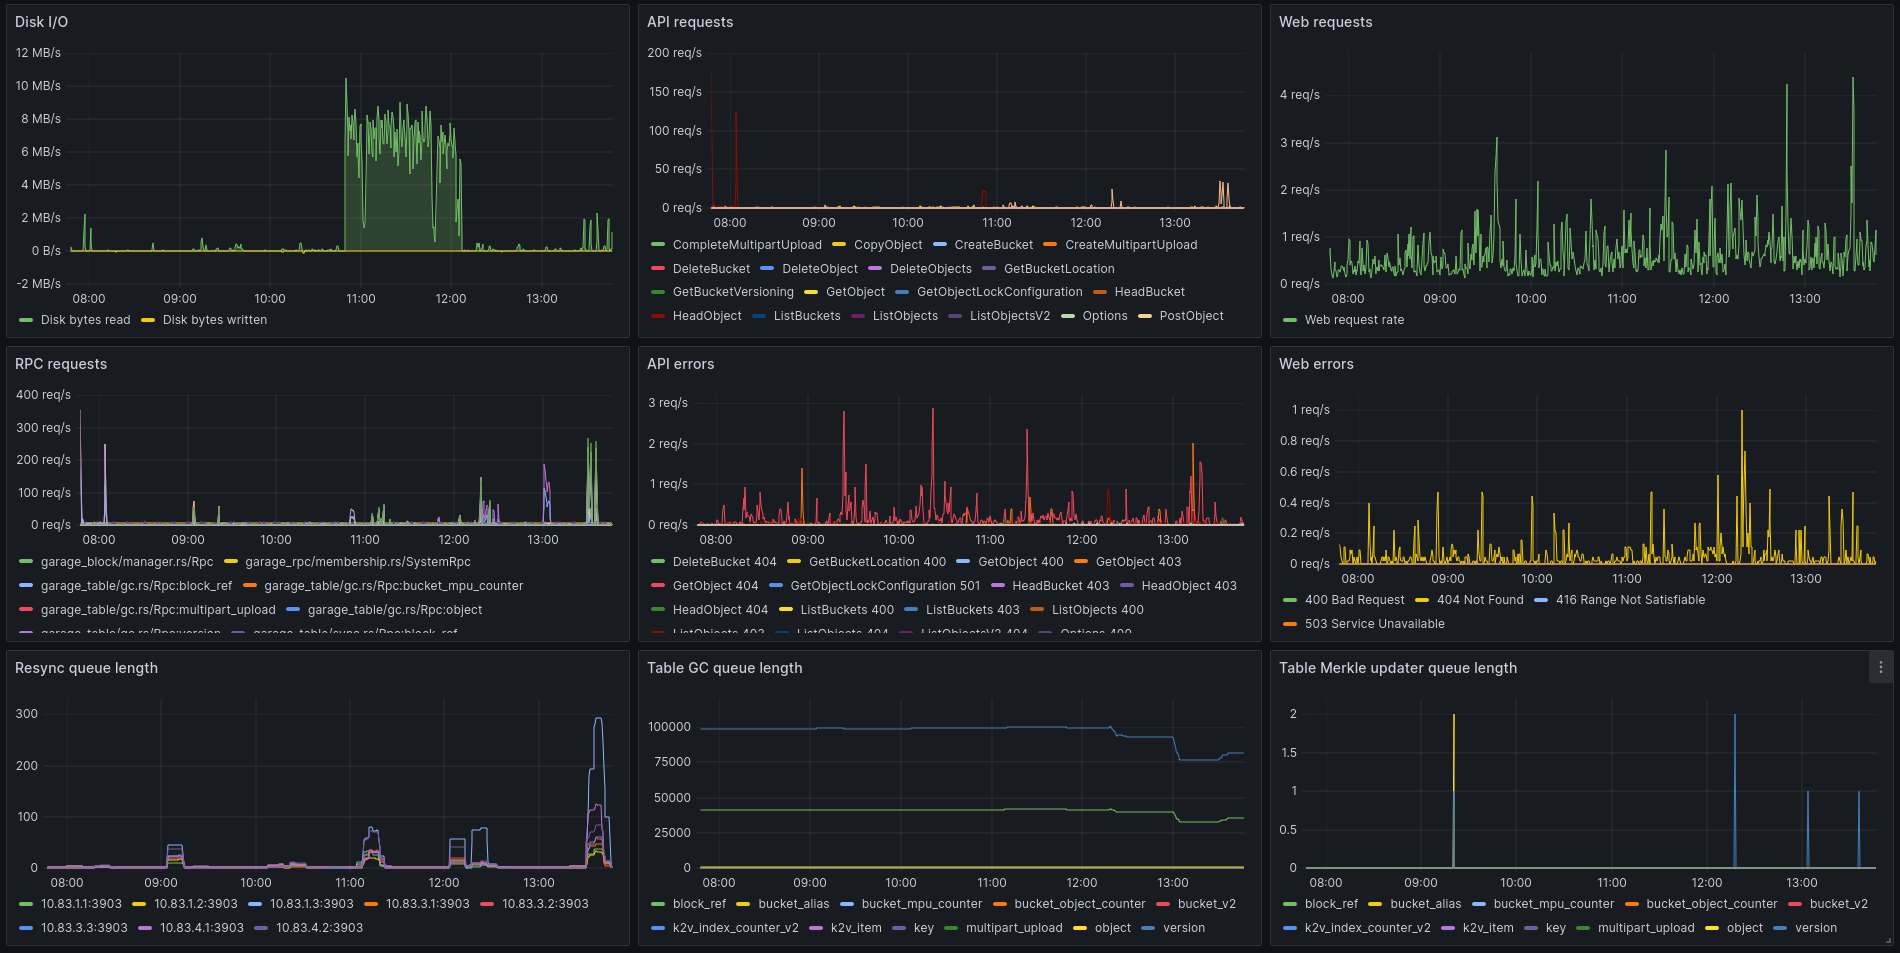 Disk I/O
12 MB/s
10 MB/s
8 MB/s
6 MB/s
4 MB/s
2 MB/s
0 B/s
-2 MB/s
08:00 09:00 10:00 11:00 12:00 13:00
Disk bytes read Disk bytes written
API requests
200 req/s
150 req/s
100 req/s
50 req/s
0 req/s
08:00 09:00 10:00 11:00 12:00 13:00
CompleteMultipartUpload CopyObject CreateBucket CreateMultipartUpload
DeleteBucket DeleteObject DeleteObjects GetBucketLocation
GetBucketVersioning GetObject GetObjectLockConfiguration HeadBucket
HeadObject ListBuckets ListObjects ListObjectsV2 Options PostObject
Web requests
4 req/s
3 req/s
2 req/s
1 req/s
0 req/s
08:00 09:00 10:00 11:00 12:00 13:00
Web request rate
RPC requests
400 req/s
300 req/s
200 req/s
100 req/s
0 req/s
08:00 09:00 10:00 11:00 12:00 13:00
garage_block/manager.rs/Rpc garage_rpc/membership.rs/SystemRpc
garage_table/gc.rs/Rpc:block_ref garage_table/gc.rs/Rpc:bucket_mpu_counter
garage_table/gc.rs/Rpc:multipart_upload garage_table/gc.rs/Rpc:object
garage_table/gc.rs/Rpc:version garage_table/sync.rs/Rpc:block_ref
API errors
3 req/s
2 req/s
1 req/s
0 req/s
08:00 09:00 10:00 11:00 12:00 13:00
DeleteBucket 404 GetBucketLocation 400 GetObject 400 GetObject 403
GetObject 404 GetObjectLockConfiguration 501 HeadBucket 403 HeadObject 403
HeadObject 404 ListBuckets 400 ListBuckets 403 ListObjects 400
ListObjects 403 ListObjects 404 ListObjectsV2 404 Options 400
Web errors
1 req/s
0.8 req/s
0.6 req/s
0.4 req/s
0.2 req/s
0 req/s
08:00 09:00 10:00 11:00 12:00 13:00
400 Bad Request 404 Not Found 416 Range Not Satisfiable
503 Service Unavailable
Resync queue length
300
200
100
0
08:00 09:00 10:00 11:00 12:00 13:00
10.83.1.1:3903 10.83.1.2:3903 10.83.1.3:3903 10.83.3.1:3903 10.83.3.2:3903
10.83.3.3:3903 10.83.4.1:3903 10.83.4.2:3903
Table GC queue length
100000
75000
50000
25000
0
08:00 09:00 10:00 11:00 12:00 13:00
block_ref bucket_alias bucket_mpu_counter bucket_object_counter bucket_v2
k2v_index_counter_v2 k2v_item key multipart_upload object version
Table Merkle updater queue length
2
1.5
1
0.5
0
08:00 09:00 10:00 11:00 12:00 13:00
block_ref bucket_alias bucket_mpu_counter bucket_object_counter bucket_v2
k2v_index_counter_v2 k2v_item key multipart_upload object version